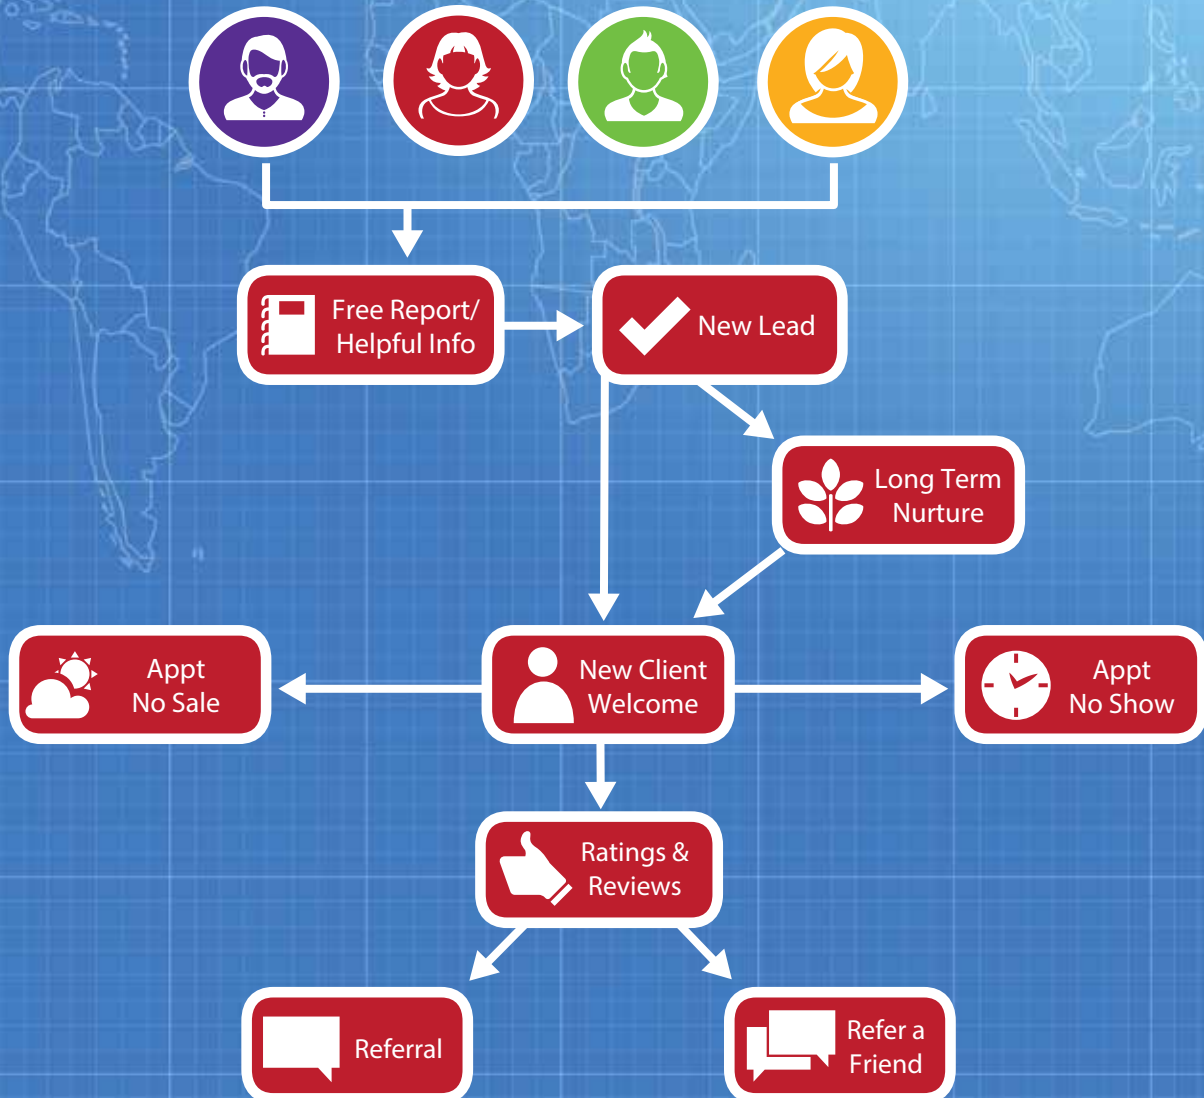 Free Report/
Helpful Info
New Lead
Long Term
Nurture
Appt
No Sale
New Client
Welcome
Appt
No Show
Ratings &
Reviews
Referral
Refer a
Friend